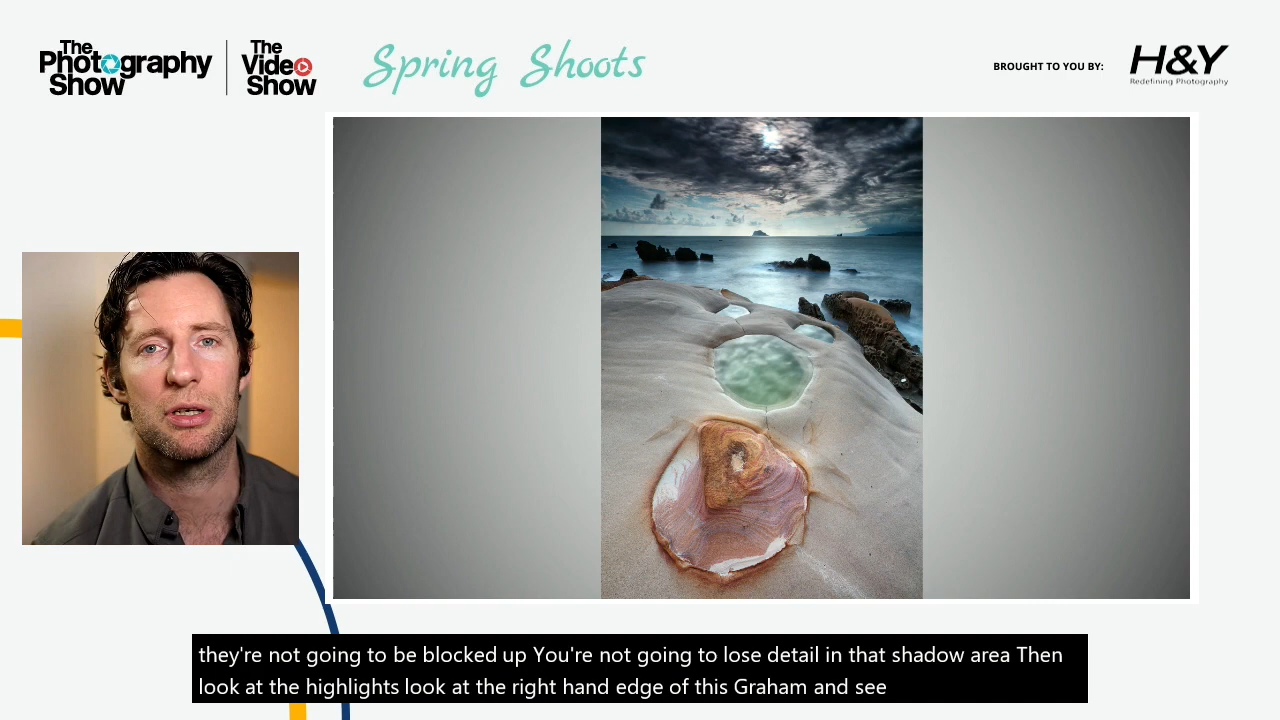 The
Photography
Show
The
Video
Show
Spring Shoots
BROUGHT TO YOU BY:
H&Y
Redefining Photography
they're not going to be blocked up You're not going to lose detail in that shadow area Then
look at the highlights look at the right hand edge of this Graham and see